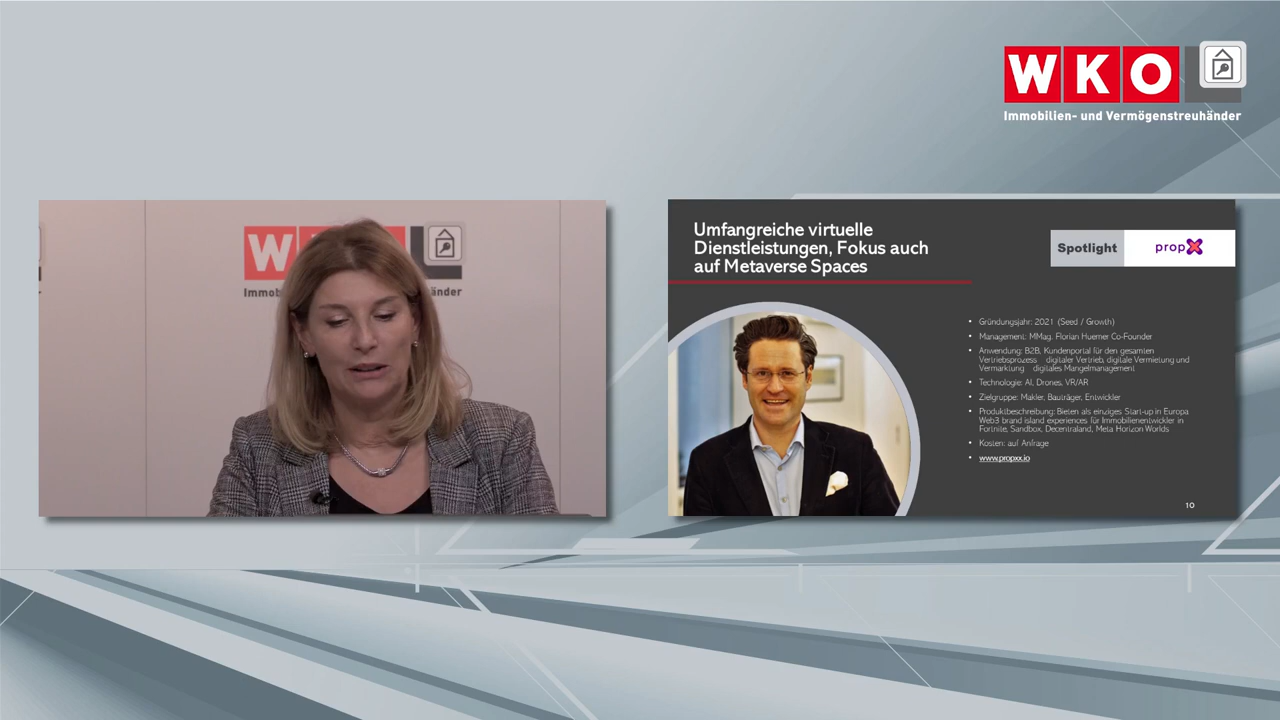 WKO
Immobilien- und Vermögenstreuhänder
W
Immob
änder
Umfangreiche virtuelle
Dienstleistungen, Fokus auch
auf Metaverse Spaces
Spotlight
propX
• Gründungsjahr: 2021 (Seed / Growth)
• Management: MMag. Florian Huemer Co-Founder
• Anwendung: B2B, Kundenportal für den gesamten
Vertriebsprozess digitaler Vertrieb, digitale Vermietung und
Vermarktung digitales Mängelmanagement
• Technologie: AI, Drones, VR/AR
• Zielgruppe: Makler, Bauträger, Entwickler
• Produktbeschreibung: Bieten als einziges Start-up in Europa
Web3 brand island experiences für Immobilienentwickler in
Fortnite, Sandbox, Decentraland, Meta Horizon Worlds
• Kosten: auf Anfrage
• www.propxx.io
10